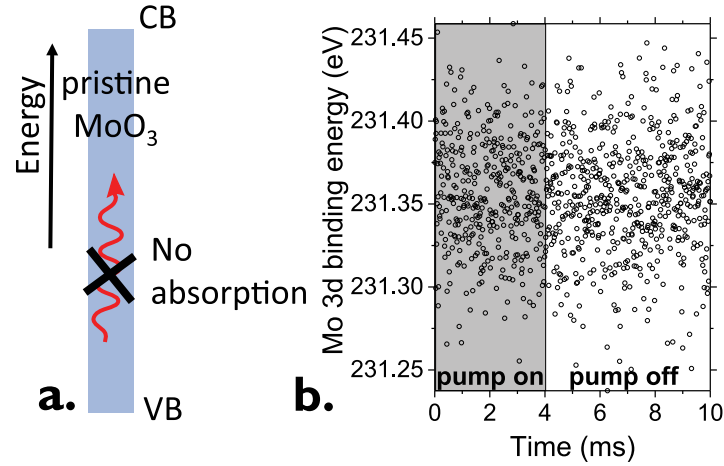 CB
Energy
pristine
MoO₃
No
absorption
VB
a.
Mo 3d binding energy (eV)
231.45
231.40
231.35
231.30
231.25
pump on
pump off
0
2
4
6
8
10
Time (ms)
b.